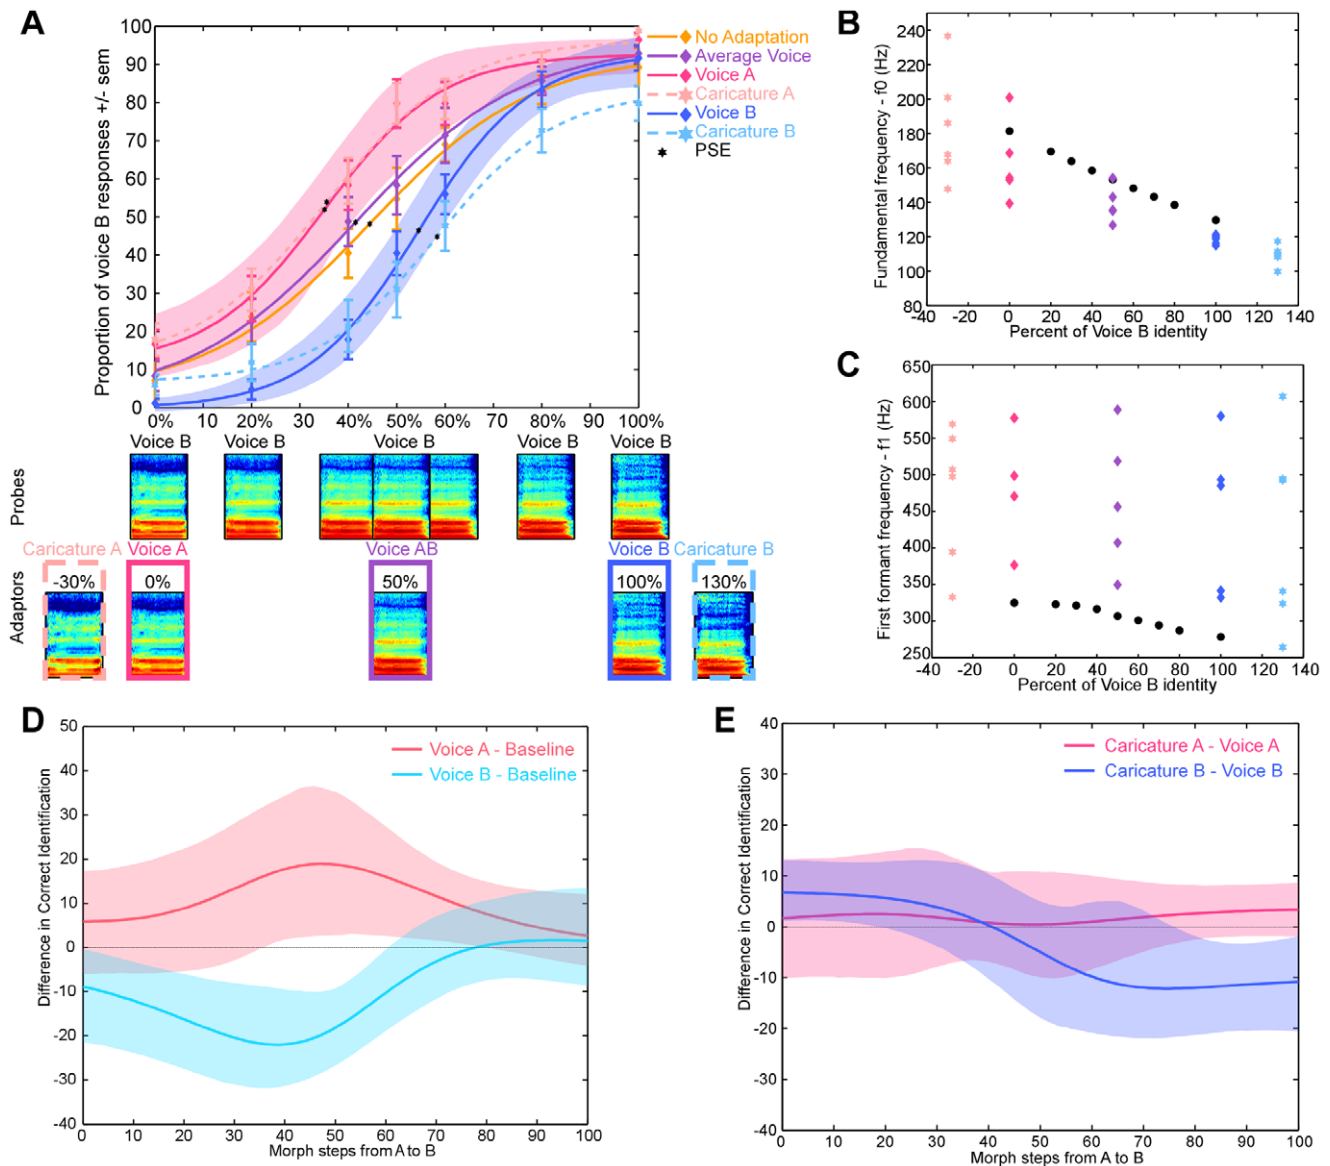 A
Proportion of voice B responses +/- sem
100
90
80
70
60
50
40
30
20
10
0
0% 10 20% 30 40% 50% 60% 70 80% 90 100%
Voice B Voice B Voice B Voice B Voice B
No Adaptation
Average Voice
Voice A
Caricature A
Voice B
Caricature B
PSE
Probes
Caricature A Voice A Voice AB Voice B Caricature B
Adaptors
-30% 0% 50% 100% 130%
B
Fundamental frequency - f0 (Hz)
240
220
200
180
160
140
120
100
80
-40 -20 0 20 40 60 80 100 120 140
Percent of Voice B identity
C
First formant frequency - f1 (Hz)
650
600
550
500
450
400
350
300
250
-40 -20 0 20 40 60 80 100 120 140
Percent of Voice B identity
D
Difference in Correct Identification
50
40
30
20
10
0
-10
-20
-30
-40
0 10 20 30 40 50 60 70 80 90 100
Morph steps from A to B
Voice A - Baseline
Voice B - Baseline
E
Difference in Correct Identification
40
30
20
10
0
-10
-20
-30
-40
0 10 20 30 40 50 60 70 80 90 100
Morph steps from A to B
Caricature A - Voice A
Caricature B - Voice B